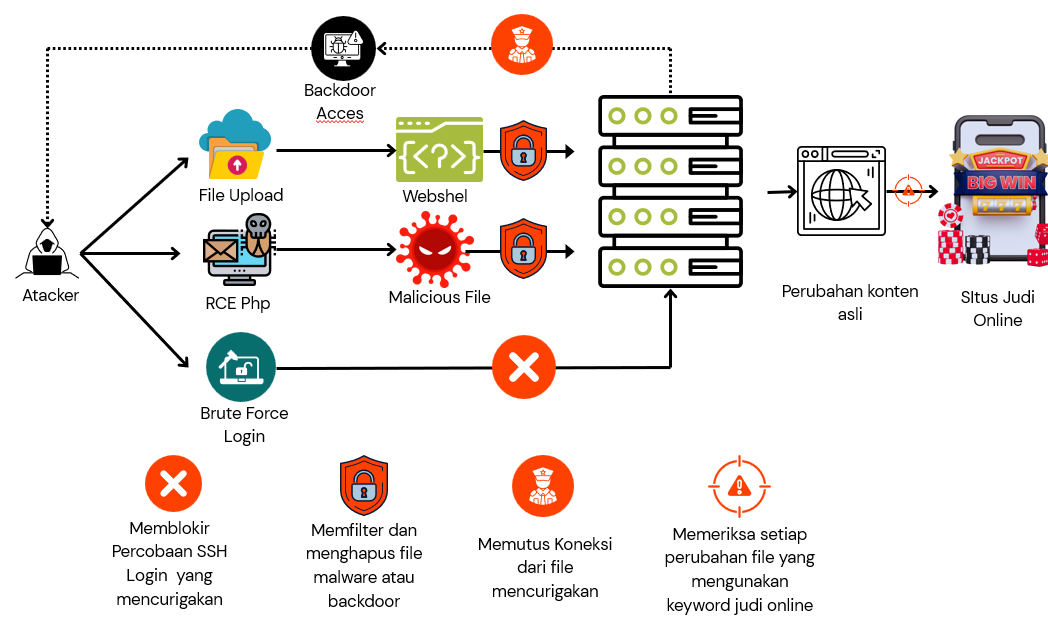 Backdoor
Acces
File Upload
Webshel
JACKPOT
BIG WIN
777
Atacker
RCE Php
Malicious File
Perubahan konten
asli
SItus Judi
Online
Brute Force
Login
Memblokir
Percobaan SSH
Login yang
mencurigakan
Memfilter dan
menghapus file
malware atau
backdoor
Memutus Koneksi
dari file
mencurigakan
Memeriksa setiap
perubahan file yang
mengunakan
keyword judi online